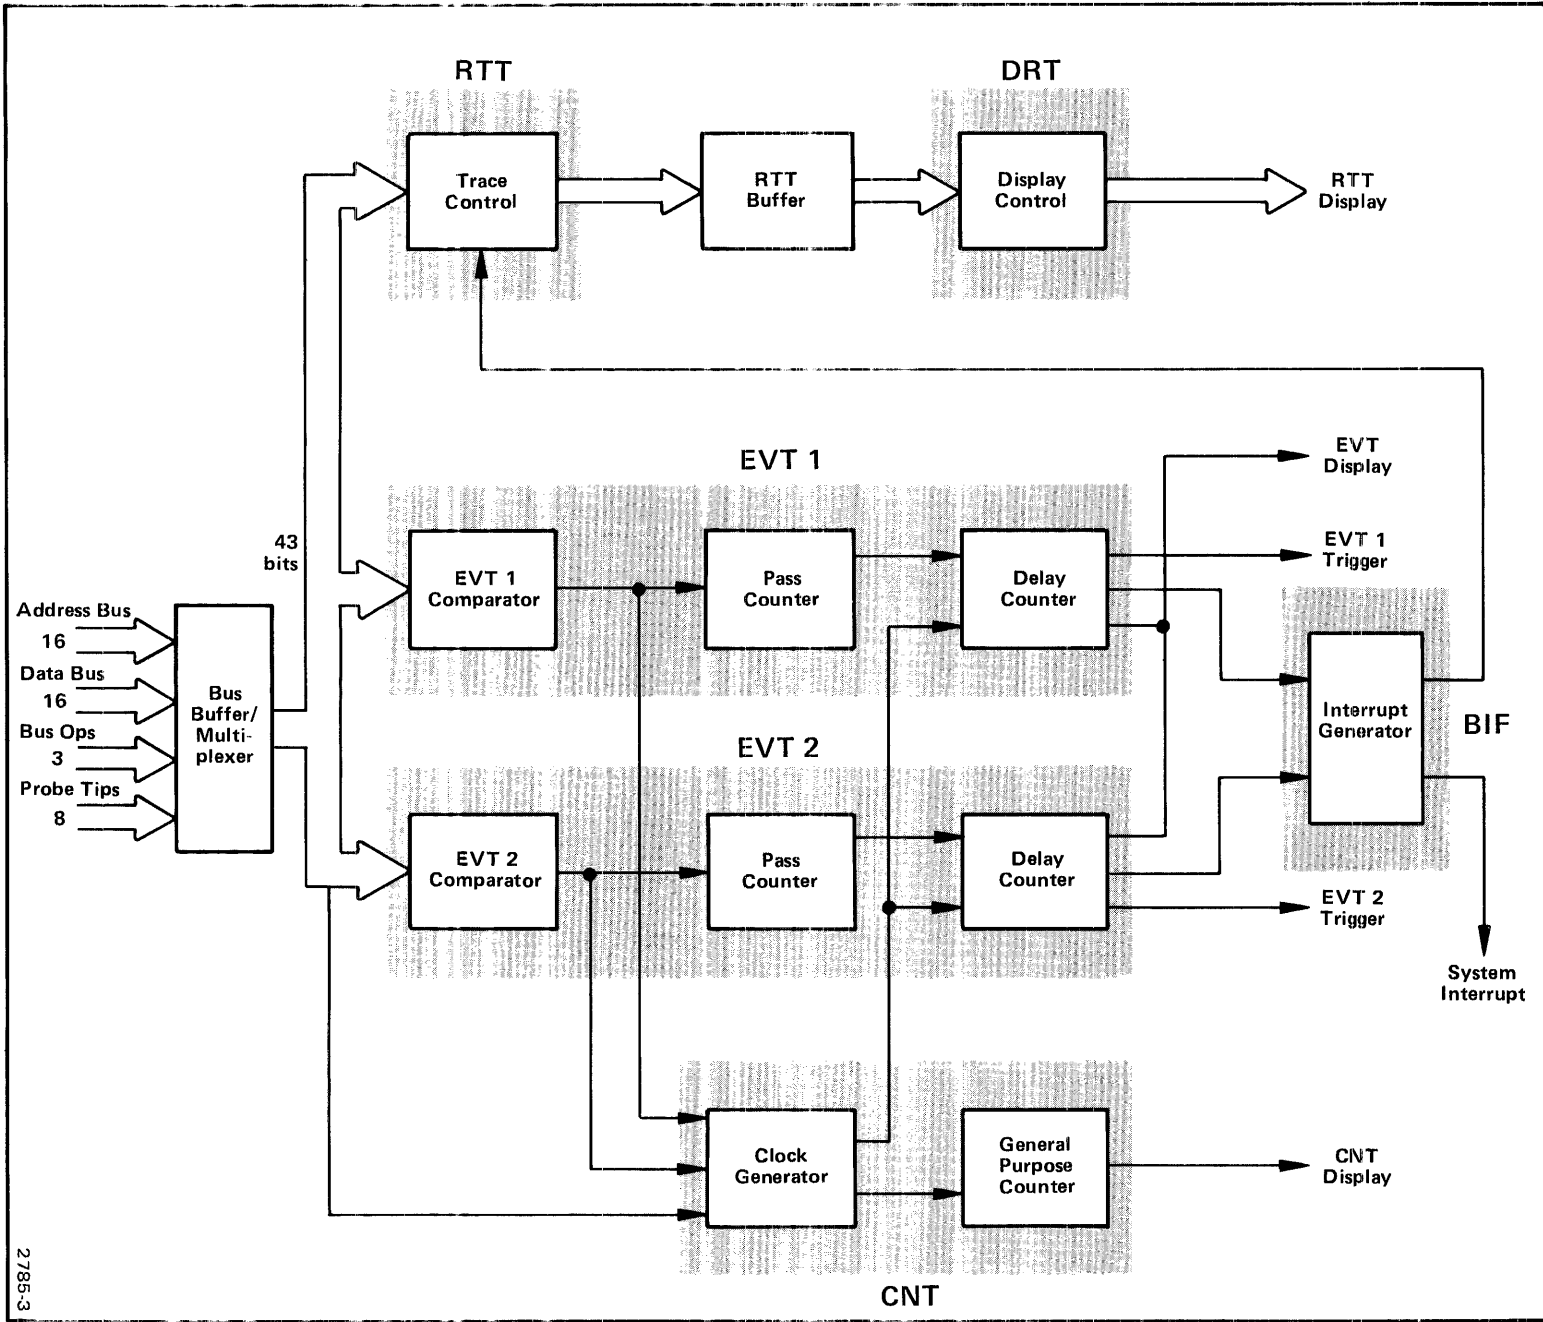 RTT
DRT
Trace
Control
RTT
Buffer
Display
Control
RTT
Display
EVT 1
EVT
Display
43
bits
EVT 1
Comparator
Pass
Counter
Delay
Counter
EVT 1
Trigger
Address Bus
16
Data Bus
16
Bus Ops
3
Probe Tips
8
Bus
Buffer/
Multi-
plexer
EVT 2
Interrupt
Generator
BIF
EVT 2
Comparator
Pass
Counter
Delay
Counter
EVT 2
Trigger
System
Interrupt
Clock
Generator
General
Purpose
Counter
CNT
Display
CNT
2785-3